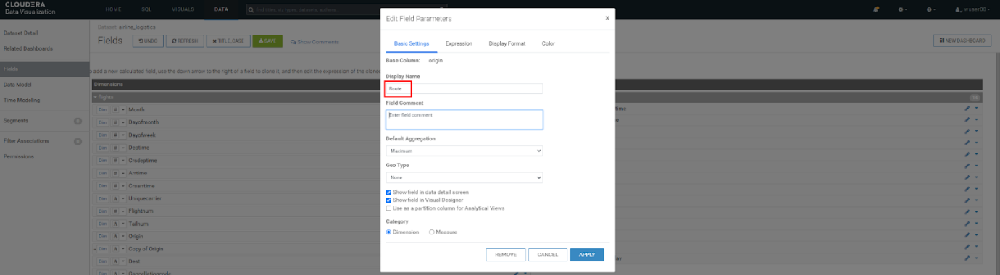 CLOUDERA
Data Visualization
HOME
SQL
VISUALS
DATA
wuser00
Dataset Detail
Related Dashboards
Fields
Data Model
Time Modeling
Segments
0
Filter Associations
0
Permissions
Dataset: airline_logistics
Fields
UNDO
REFRESH
TITLE_CASE
SAVE
Show Comments
NEW DASHBOARD
o add a new calculated field, use the down arrow to the right of a field to clone it, and then edit the expression of the clone
Dimensions
flights
14
Dim # Month
Dim # Dayofmonth
Dim # Dayofweek
Dim # Deptime
Dim # Crsdeptime
Dim # Arrtime
Dim # Crsarrtime
Dim A Uniquecarrier
Dim # Flightnum
Dim A Tailnum
Dim A Origin
Dim A Copy of Origin
Dim A Dest
Dim A Cancellationcode
Edit Field Parameters
×
Basic Settings
Expression
Display Format
Color
Base Column: origin
Display Name
Route
Field Comment
Enter field comment
Default Aggregation
Maximum
Geo Type
None
Show field in data detail screen
Show field in Visual Designer
Use as a partition column for Analytical Views
Category
Dimension
Measure
REMOVE
CANCEL
APPLY